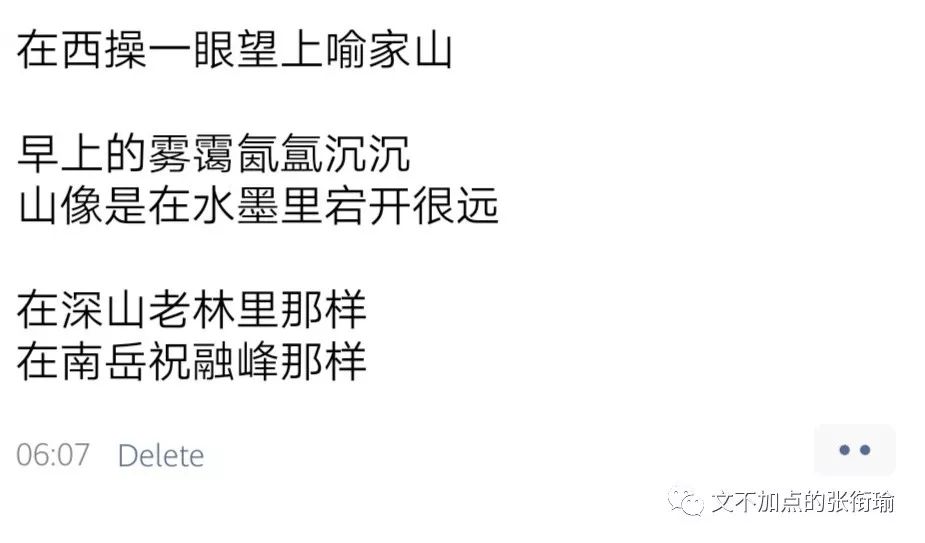 在西操一眼望上喻家山
早上的雾霭氤氲沉沉
山像是在水墨里宕开很远
在深山老林里那样
在南岳祝融峰那样
06:07 Delete
文不加点的张衔瑜